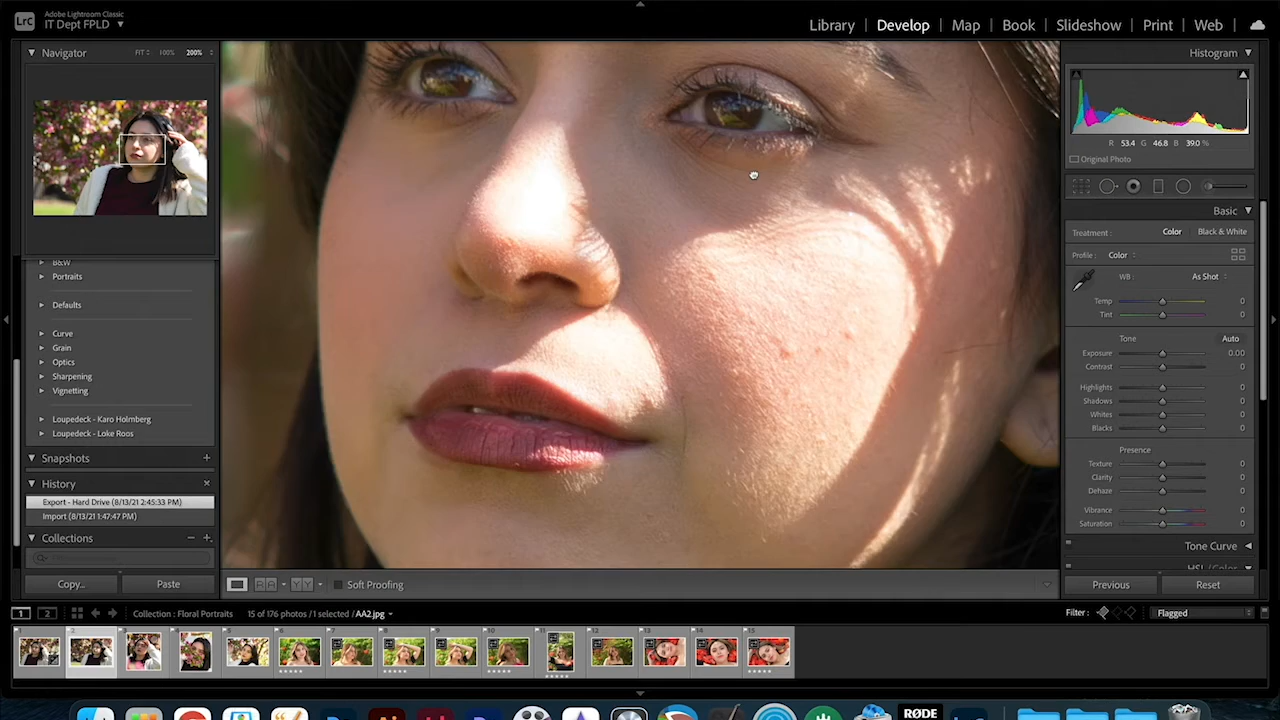 Adobe Lightroom Classic
LrC IT Dept FPLD
Library | Develop | Map | Book | Slideshow | Print | Web
Navigator FIT 100% 200%
B&W
Portraits
Defaults
Curve
Grain
Optics
Sharpening
Vignetting
Loupedeck - Karo Holmberg
Loupedeck - Loke Roos
Snapshots +
History ×
Export - Hard Drive (8/13/21 2:45:33 PM)
Import (8/13/21 1:47:47 PM)
Collections − +
Copy... Paste
Soft Proofing
Histogram
R 53.4 G 46.8 B 39.0 %
Original Photo
Basic
Treatment : Color Black & White
Profile : Color
WB : As Shot
Temp 0
Tint 0
Tone Auto
Exposure 0.00
Contrast 0
Highlights 0
Shadows 0
Whites 0
Blacks 0
Presence
Texture 0
Clarity 0
Dehaze 0
Vibrance 0
Saturation 0
Tone Curve
Previous Reset
1 2 Collection : Floral Portraits 15 of 176 photos / 1 selected / AA2.jpg
Filter : Flagged
RØDE